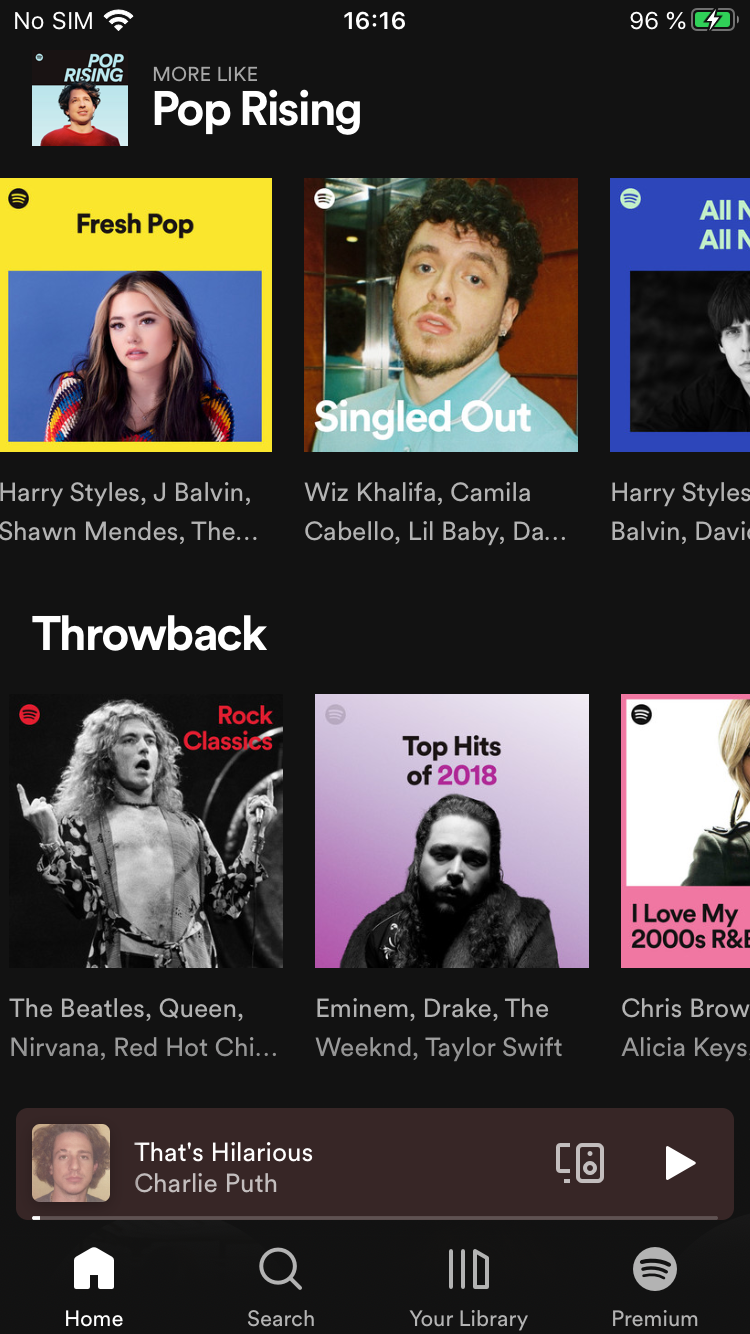 No SIM 16:16 96 %
POP
RISING
MORE LIKE
Pop Rising
Fresh Pop
Singled Out
All N
All N
Harry Styles, J Balvin,
Shawn Mendes, The...
Wiz Khalifa, Camila
Cabello, Lil Baby, Da...
Harry Styles
Balvin, Davi
Throwback
Rock
Classics
Top Hits
of 2018
I Love My
2000s R&B
The Beatles, Queen,
Nirvana, Red Hot Chi...
Eminem, Drake, The
Weeknd, Taylor Swift
Chris Brow
Alicia Keys
That's Hilarious
Charlie Puth
Home Search Your Library Premium